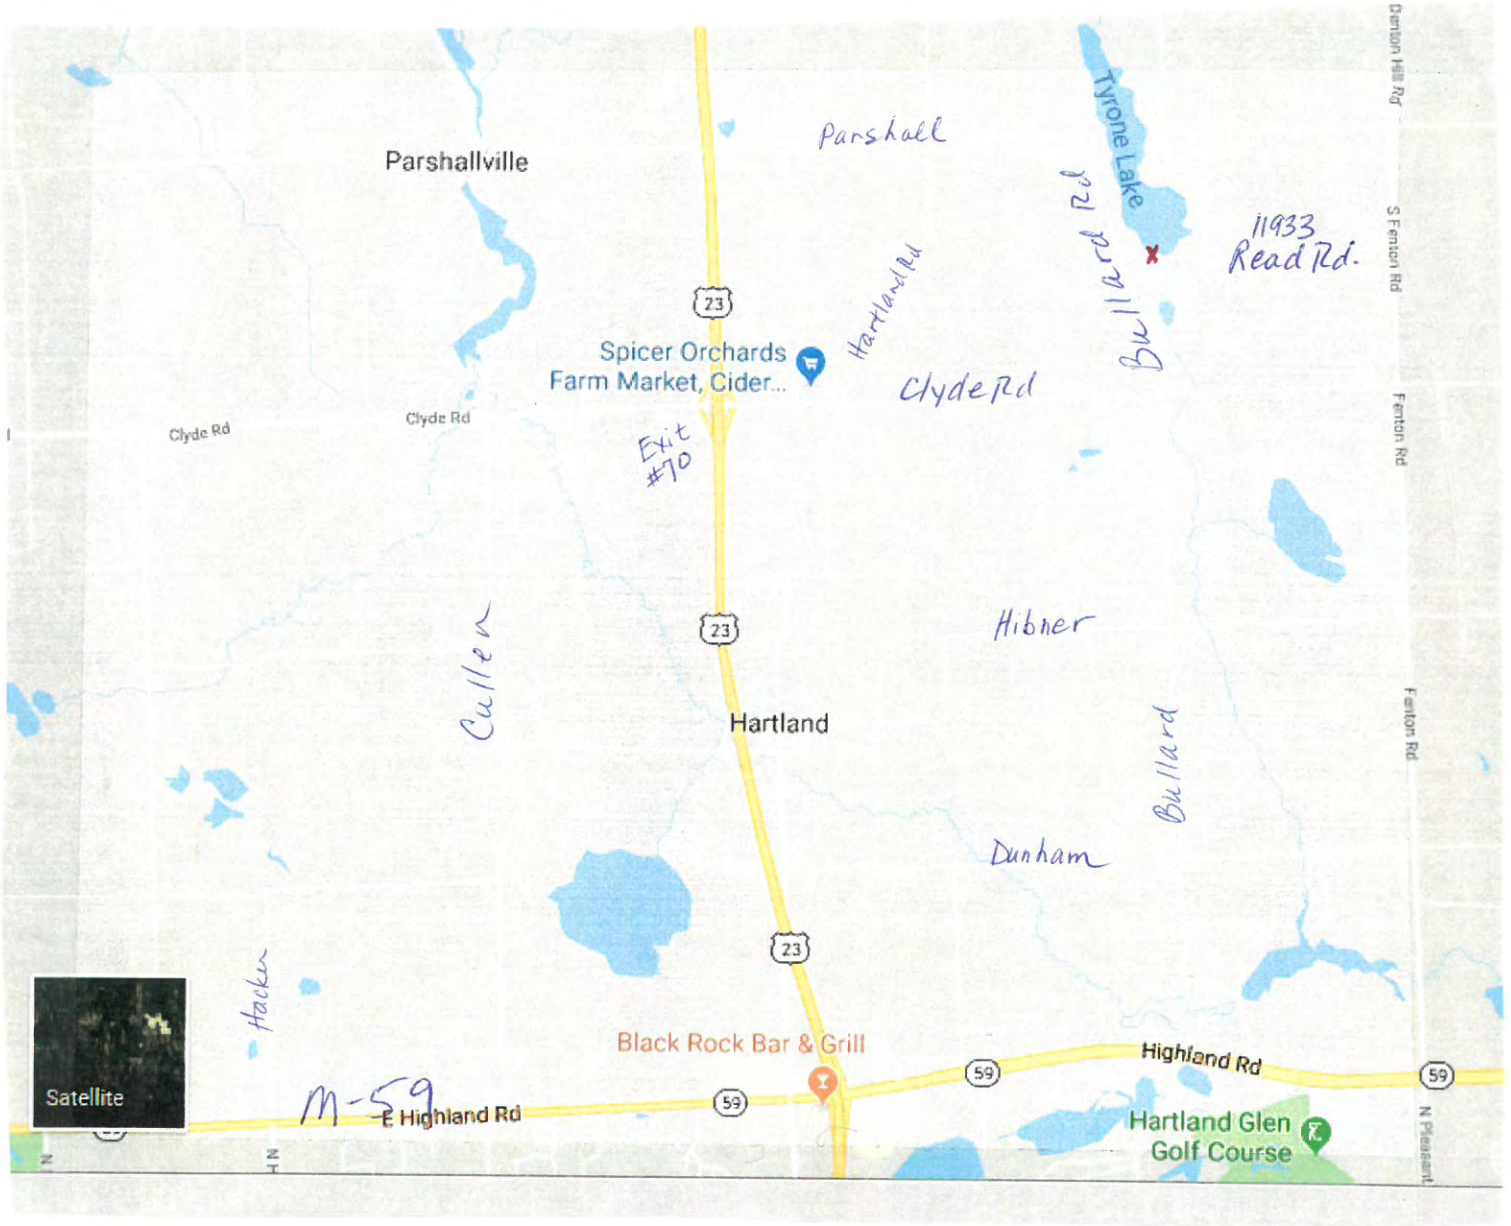 Denton Hill Rd
Tyrone Lake
Parshall
Parshallville
Bullard Rd
11933
Read Rd.
S Fenton Rd
Hartland Rd
23
Spicer Orchards
Farm Market, Cider...
Clyde Rd
Clyde Rd
Clyde Rd
Fenton Rd
Exit
#70
Cullen
23
Hibner
Hartland
Fenton Rd
Bullard
Dunham
23
Hacker
Black Rock Bar & Grill
Highland Rd
59
59
Satellite
M-59
E Highland Rd
59
Hartland Glen
Golf Course
N Pleasant
N
N H